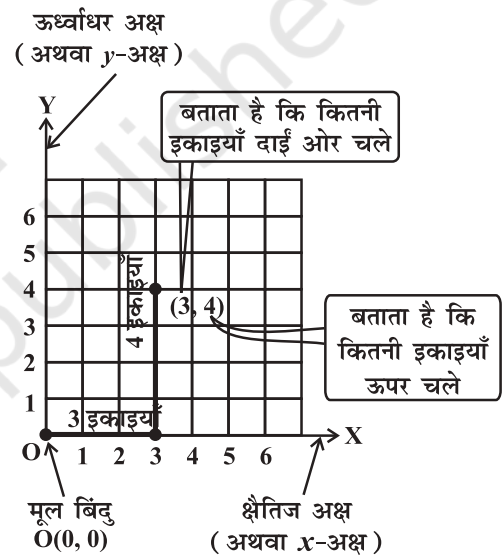 ऊर्ध्वाधर अक्ष
( अथवा y-अक्ष )
Y
बताता है कि कितनी
इकाइयाँ दाईं ओर चले
6
5
4
3
2
1
4 इकाइयाँ
(3, 4)
बताता है कि
कितनी इकाइयाँ
ऊपर चले
3 इकाइयाँ
O
1 2 3 4 5 6
X
मूल बिंदु
O(0, 0)
क्षैतिज अक्ष
( अथवा x-अक्ष )